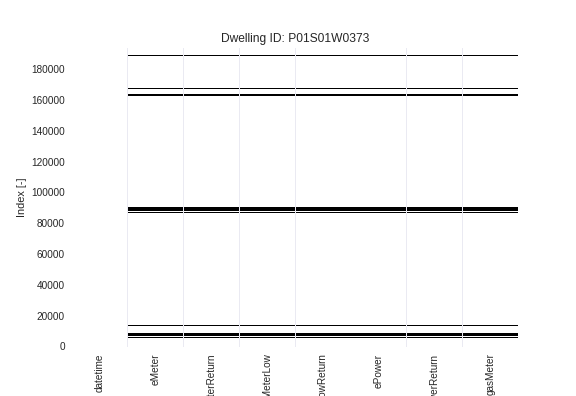 Dwelling ID: P01S01W0373
180000
160000
140000
120000
100000
80000
60000
40000
20000
0
Index [-]
datetime
eMeter
terReturn
MeterLow
owReturn
ePower
erReturn
gasMeter